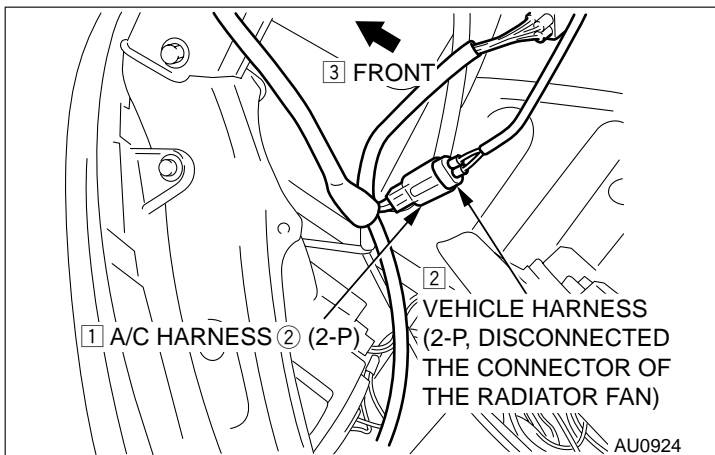 3 FRONT
1 A/C HARNESS ② (2-P)
2
VEHICLE HARNESS
(2-P, DISCONNECTED
THE CONNECTOR OF
THE RADIATOR FAN)
AU0924